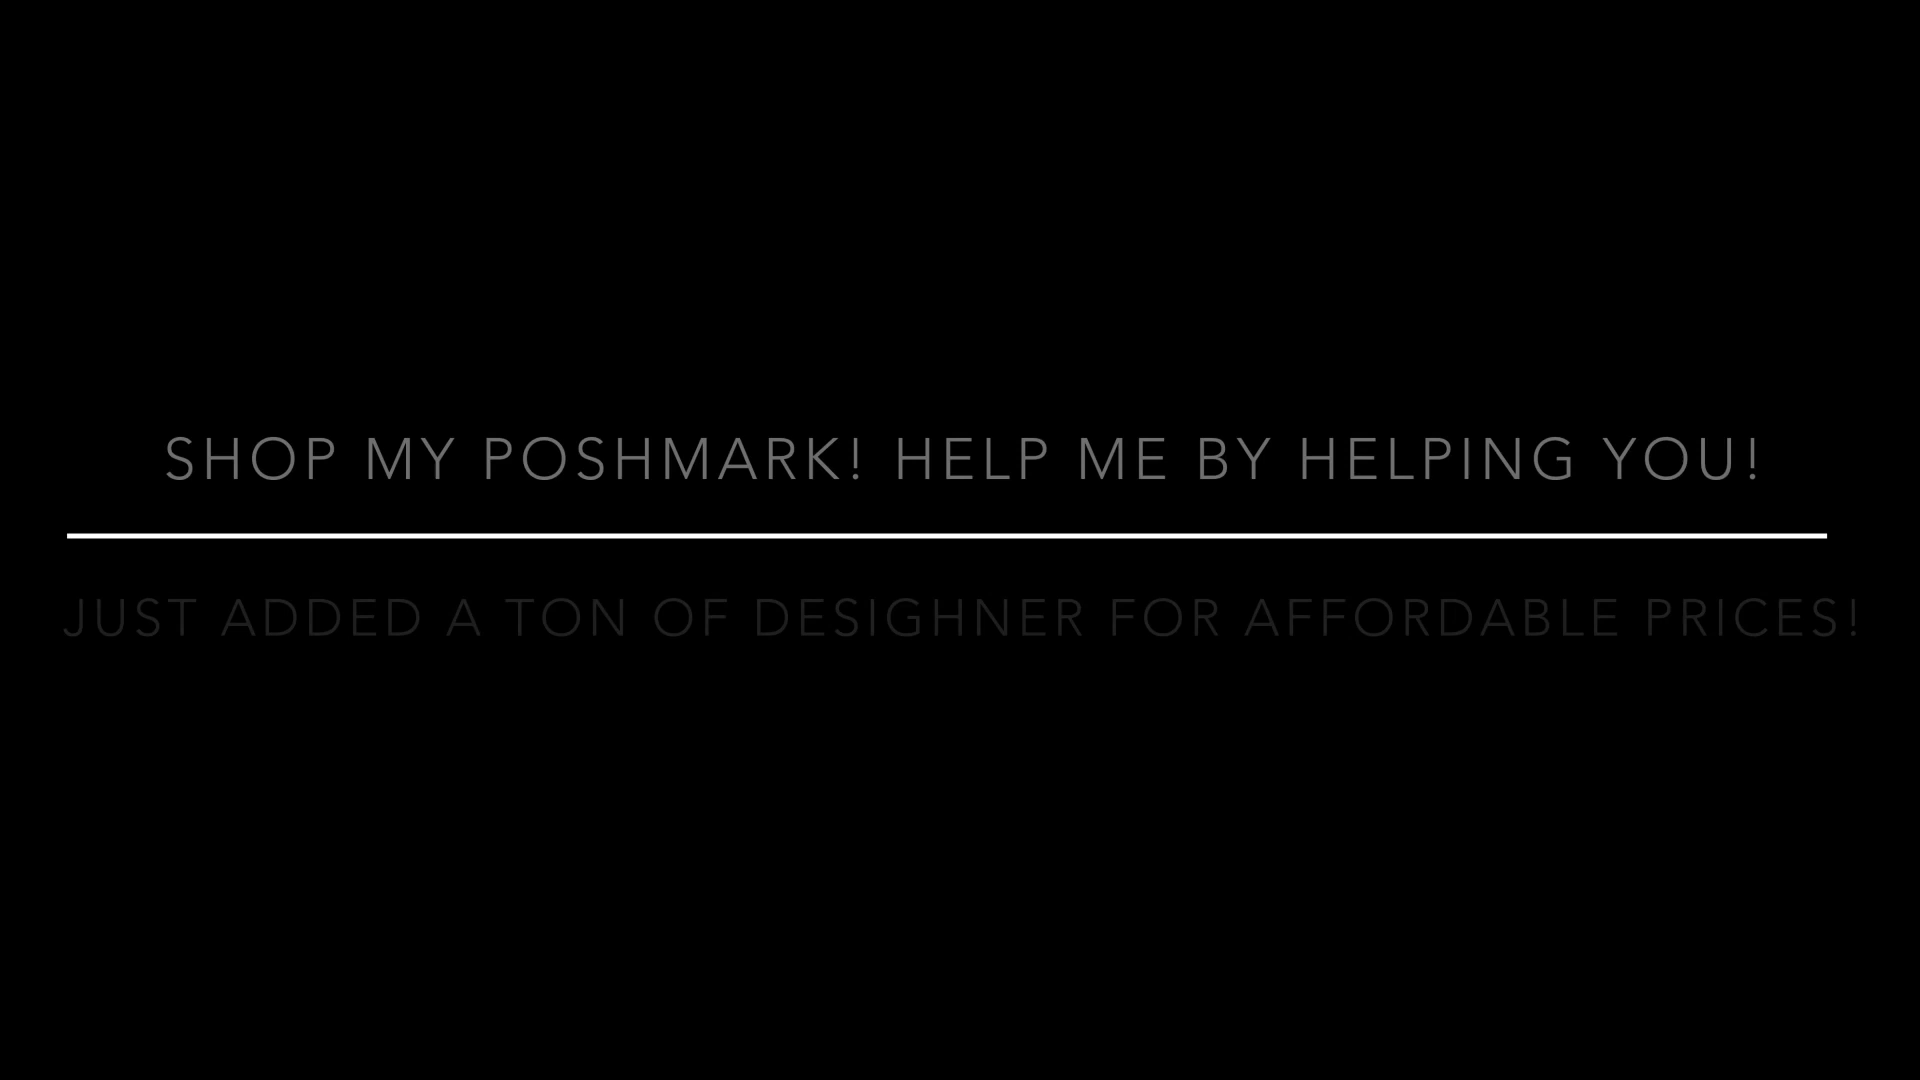 SHOP MY POSHMARK! HELP ME BY HELPING YOU!
JUST ADDED A TON OF DESIGHNER FOR AFFORDABLE PRICES!